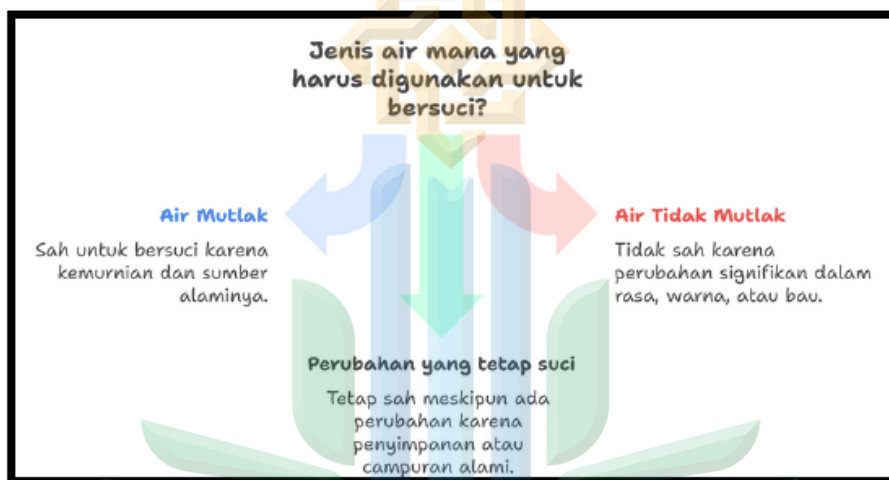 Jenis air mana yang
harus digunakan untuk
bersuci?
Air Mutlak
Sah untuk bersuci karena
kemurnian dan sumber
alaminya.
Air Tidak Mutlak
Tidak sah karena
perubahan signifikan dalam
rasa, warna, atau bau.
Perubahan yang tetap suci
Tetap sah meskipun ada
perubahan karena
penyimpanan atau
campuran alami.